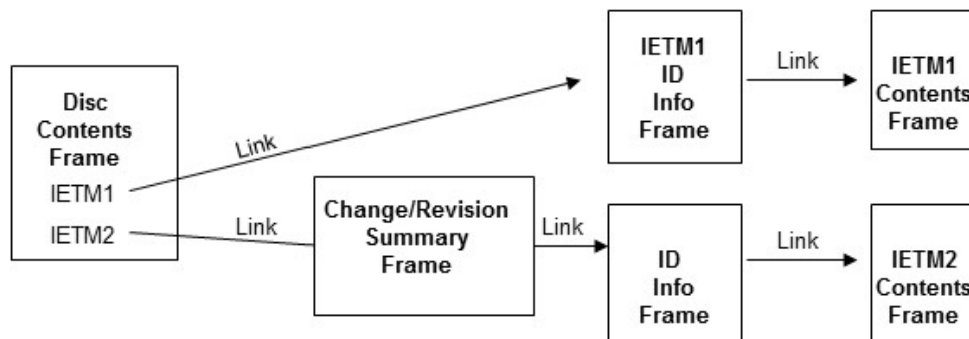 Disc
Contents
Frame
IETM1
IETM2
Link
Link
Change/Revision
Summary
Frame
Link
IETM1
ID
Info
Frame
Link
IETM1
Contents
Frame
ID
Info
Frame
Link
IETM2
Contents
Frame